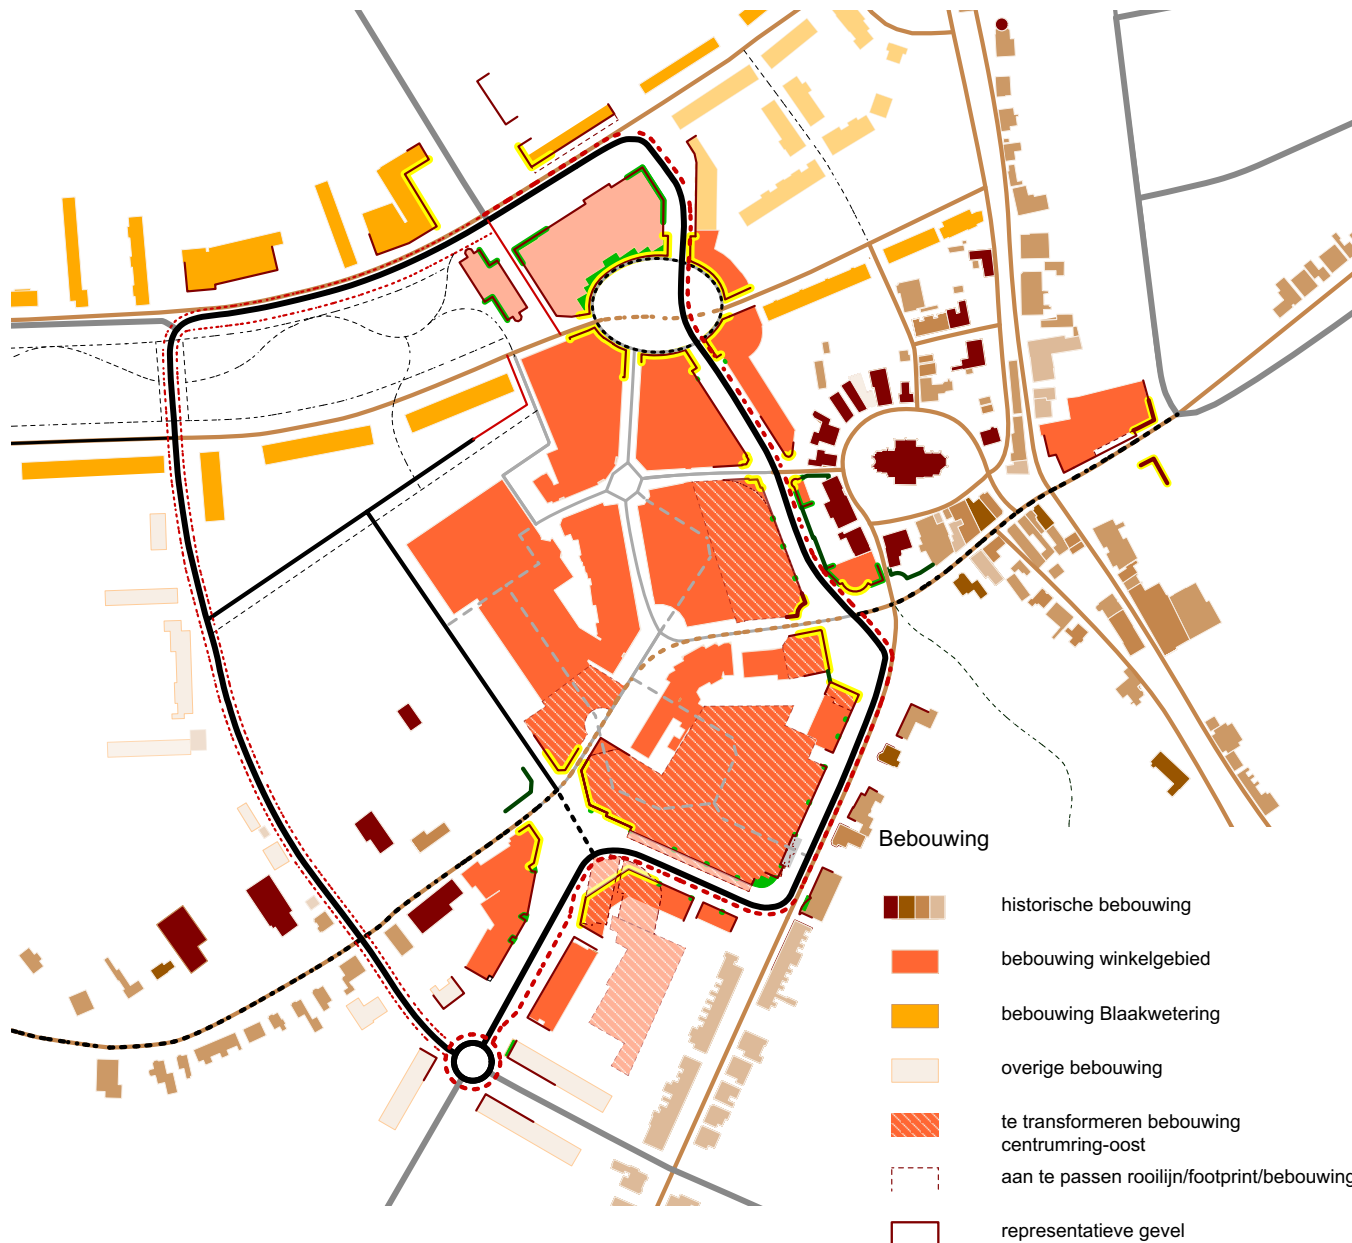 Bebouwing
historische bebouwing
bebouwing winkelgebied
bebouwing Blaakwetering
overige bebouwing
te transformeren bebouwing
centrumring-oost
aan te passen rooilijn/footprint/bebouwing
representatieve gevel